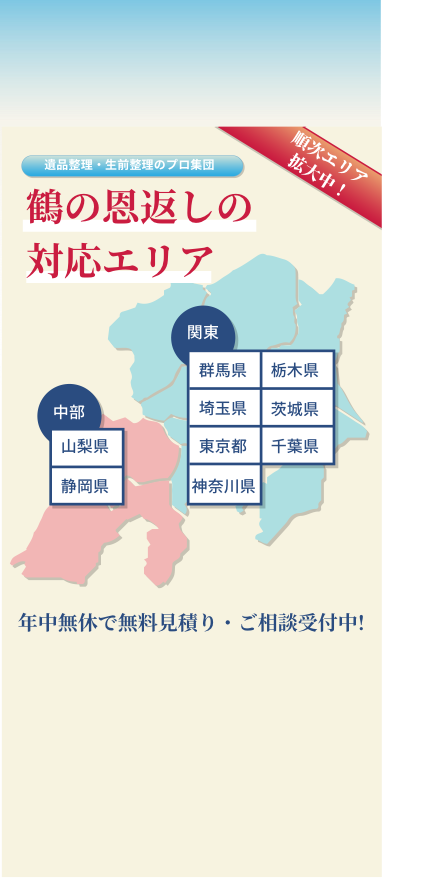 順次エリア
拡大中！
遺品整理・生前整理のプロ集団
鶴の恩返しの
対応エリア
関東
群馬県 栃木県
埼玉県 茨城県
東京都 千葉県
神奈川県
中部
山梨県
静岡県
年中無休で無料見積り・ご相談受付中!